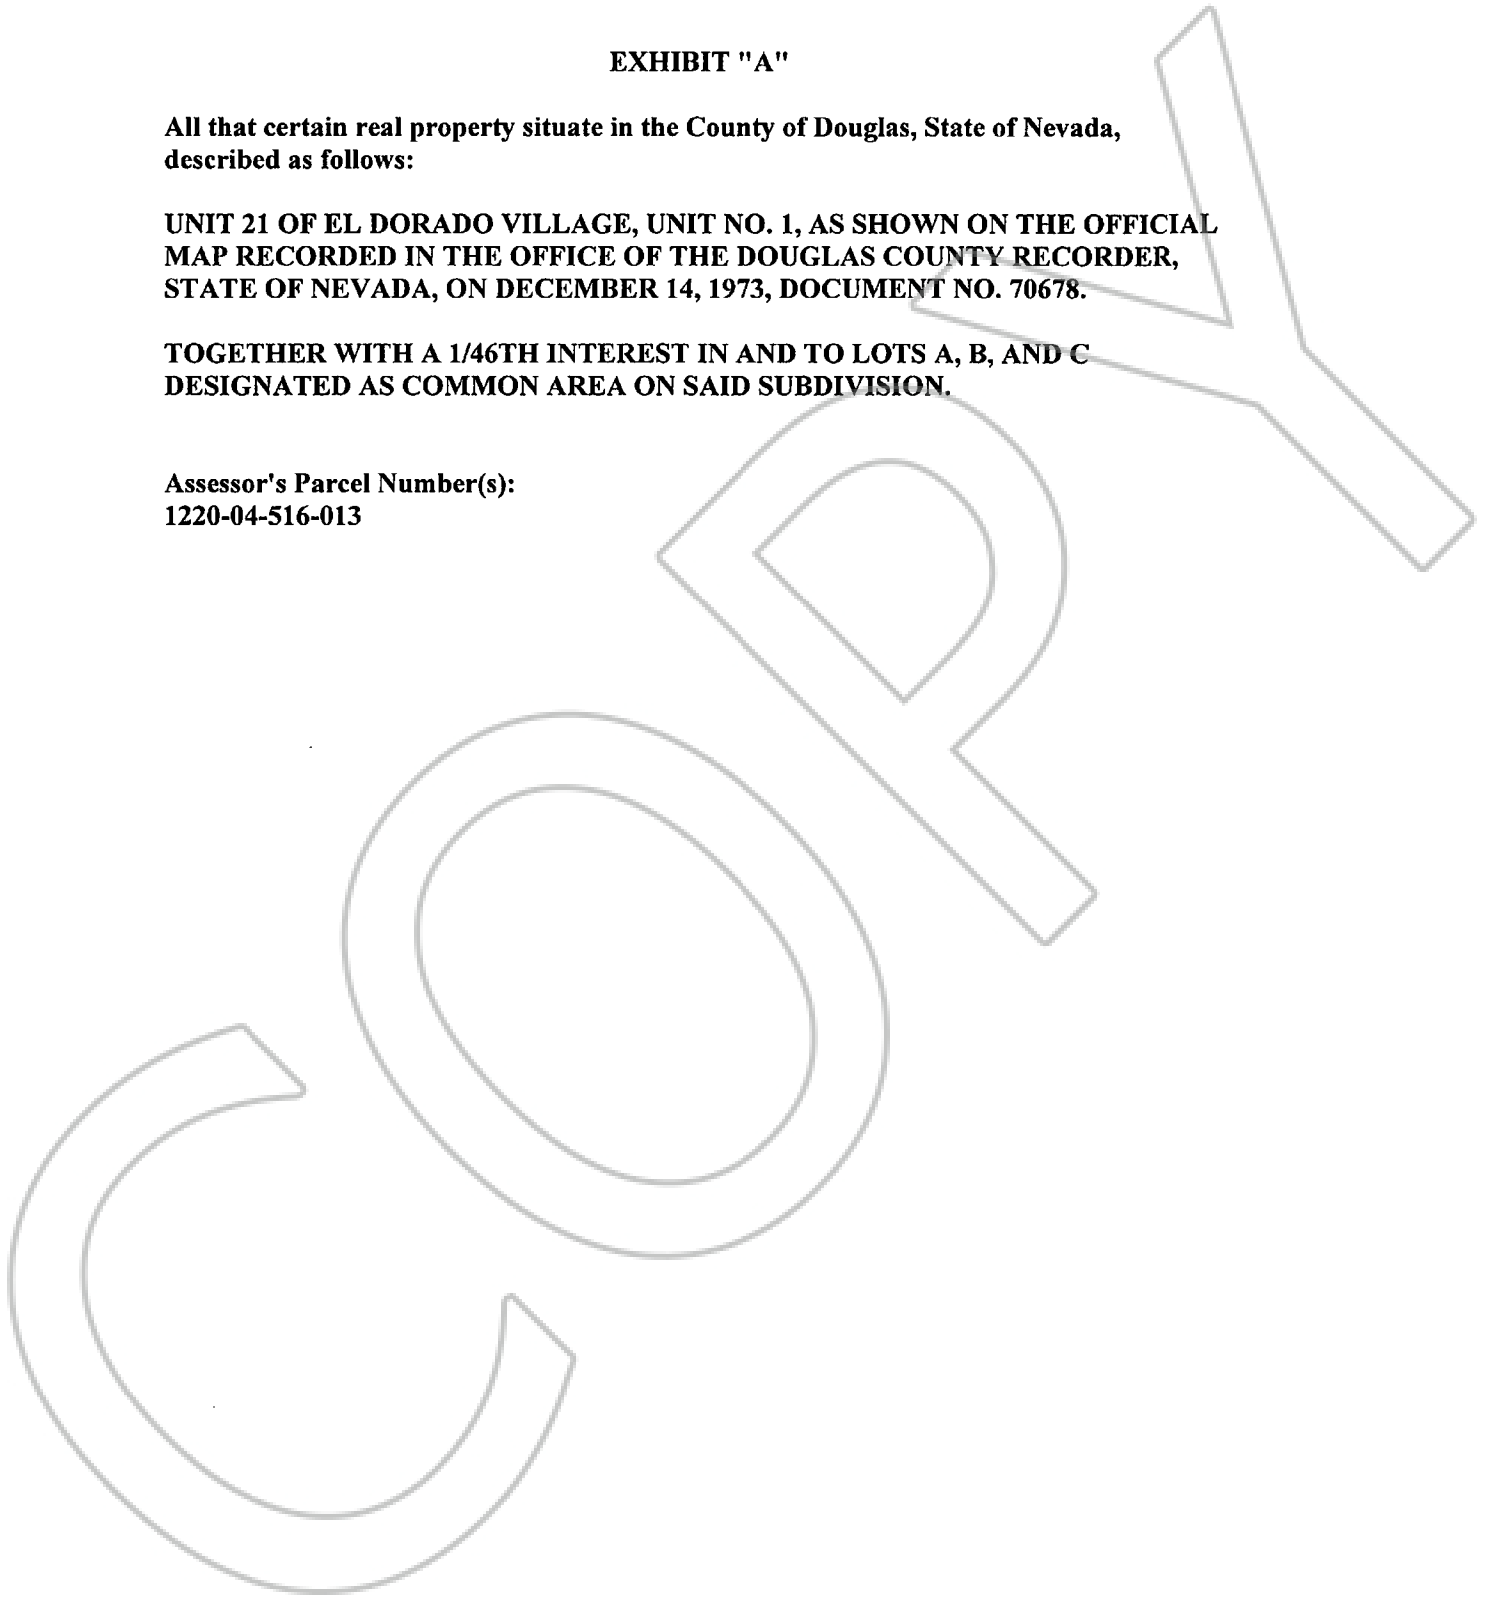 EXHIBIT "A"
All that certain real property situate in the County of Douglas, State of Nevada,
described as follows:
UNIT 21 OF EL DORADO VILLAGE, UNIT NO. 1, AS SHOWN ON THE OFFICIAL
MAP RECORDED IN THE OFFICE OF THE DOUGLAS COUNTY RECORDER,
STATE OF NEVADA, ON DECEMBER 14, 1973, DOCUMENT NO. 70678.
TOGETHER WITH A 1/46TH INTEREST IN AND TO LOTS A, B, AND C
DESIGNATED AS COMMON AREA ON SAID SUBDIVISION.
Assessor's Parcel Number(s):
1220-04-516-013
COPY